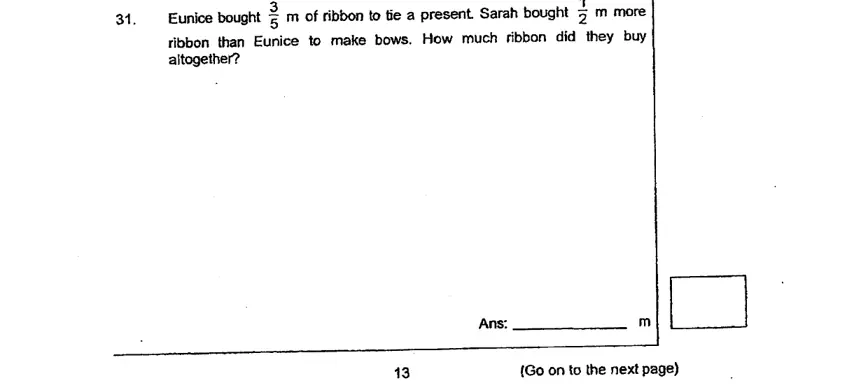 31. Eunice bought 3/5 m of ribbon to tie a present. Sarah bought 1/2 m more
ribbon than Eunice to make bows. How much ribbon did they buy
altogether?
Ans: ____________ m
13 (Go on to the next page)